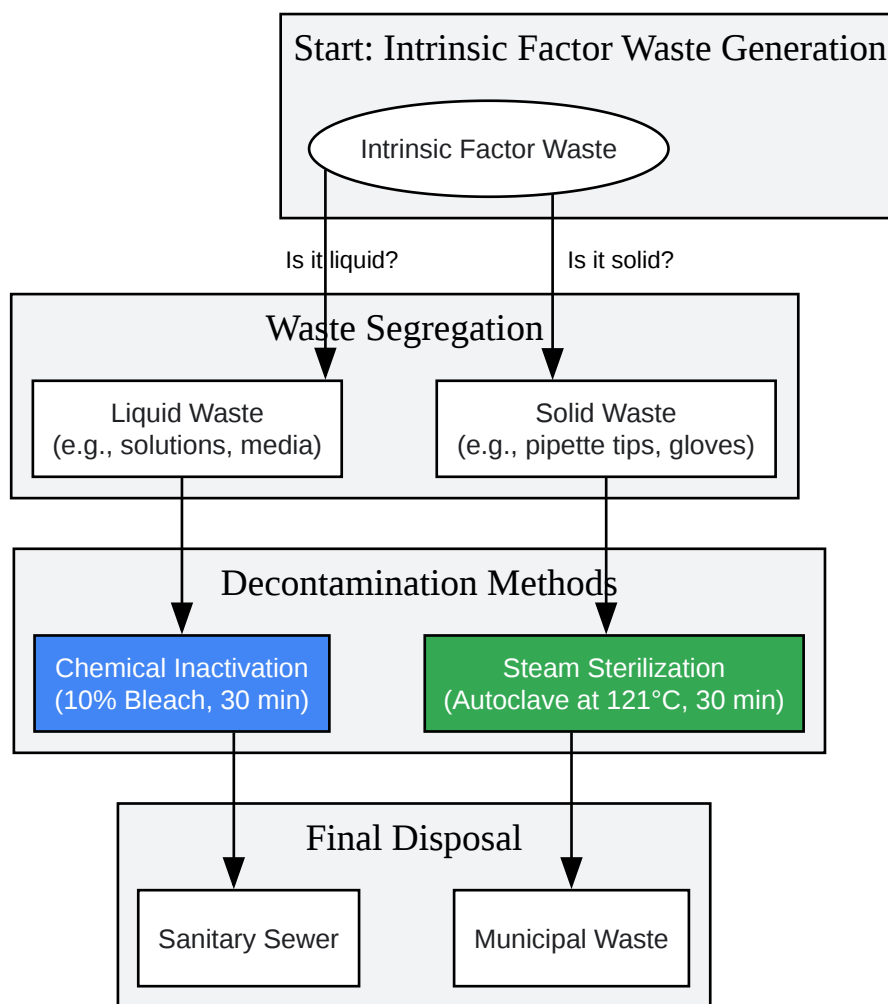 Start: Intrinsic Factor Waste Generation
Intrinsic Factor Waste
Is it liquid?
Is it solid?
Waste Segregation
Liquid Waste
(e.g., solutions, media)
Solid Waste
(e.g., pipette tips, gloves)
Decontamination Methods
Chemical Inactivation
(10% Bleach, 30 min)
Steam Sterilization
(Autoclave at 121°C, 30 min)
Final Disposal
Sanitary Sewer
Municipal Waste